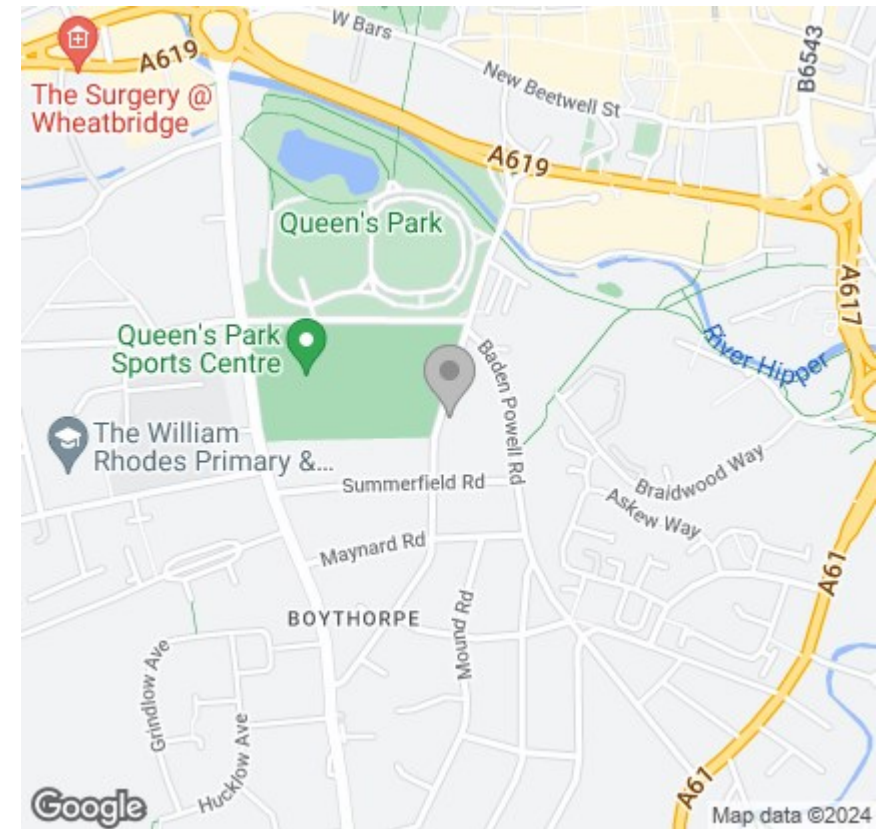 W Bars
A619
The Surgery @
Wheatbridge
New Beetwell St
B6543
A619
Queen's Park
A617
River Hipper
Queen's Park
Sports Centre
Baden Powell Rd
The William
Rhodes Primary &...
Summerfield Rd
Braidwood Way
Askew Way
Maynard Rd
A61
BOYTHORPE
Mound Rd
Grindlow Ave
Hucklow Ave
A61
Google
Map data ©2024